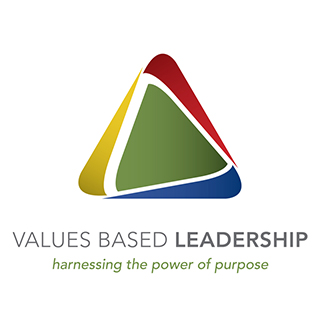 VALUES BASED LEADERSHIP
harnessing the power of purpose